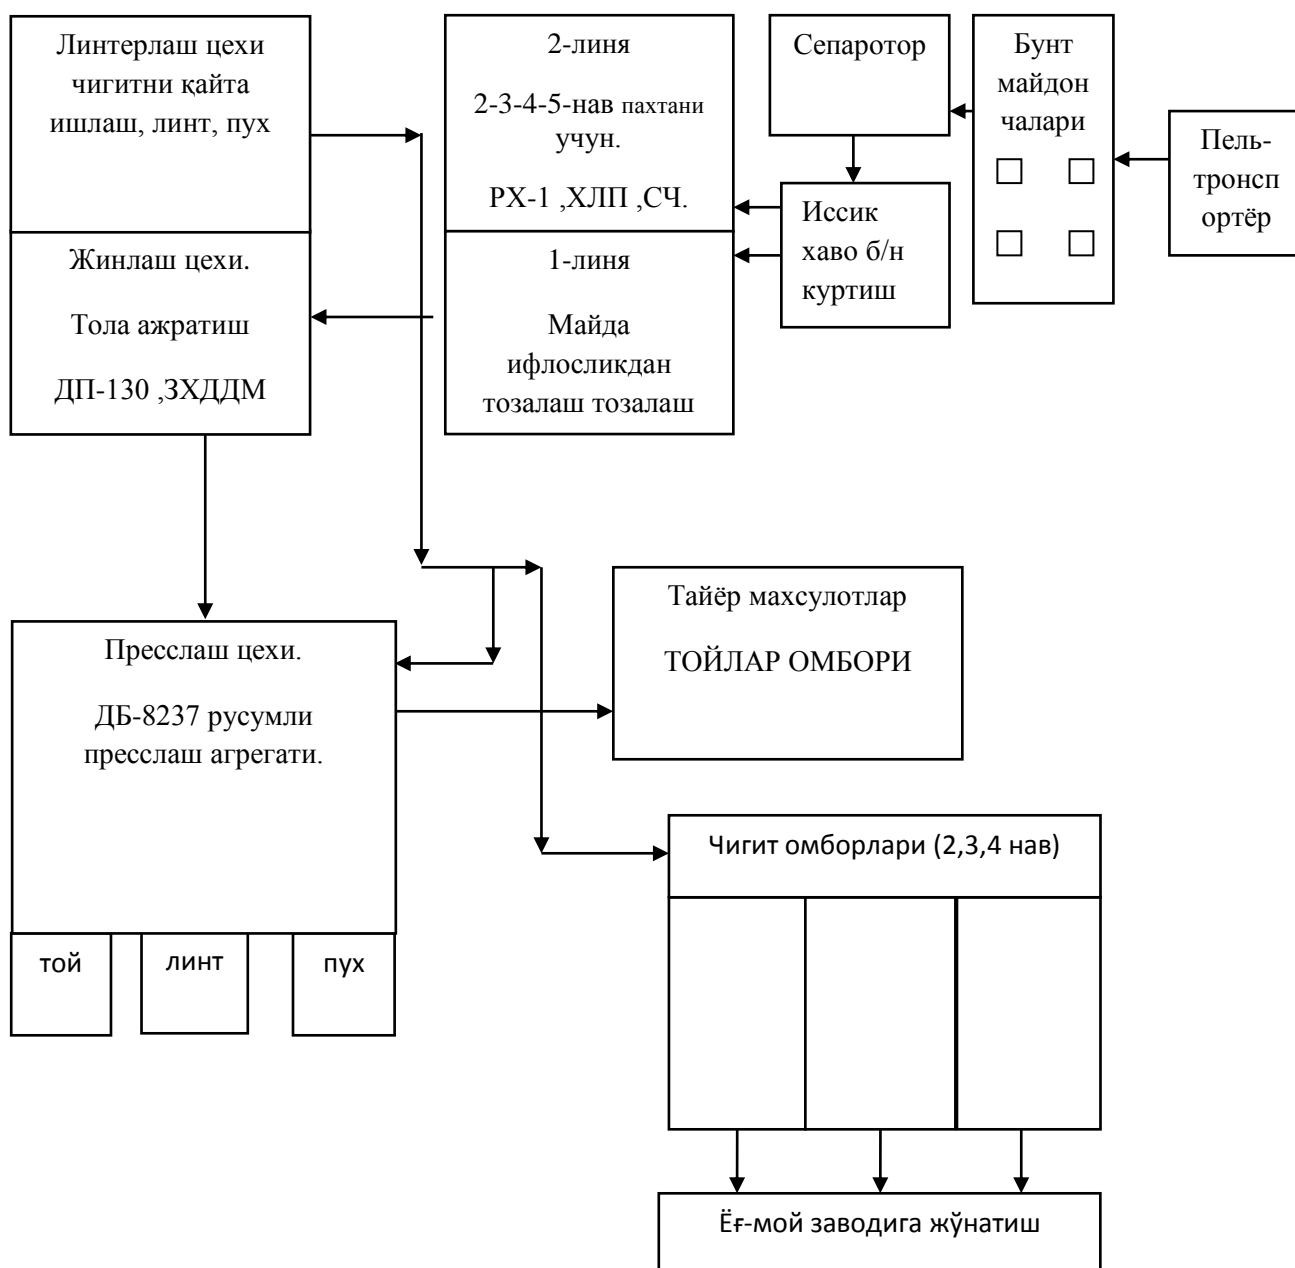 Линтерлаш цехи
чигитни қайта
ишлаш, линт, пух
2-линя
2-3-4-5-нав пахтани
учун.
РХ-1 ,ХЛП ,СЧ.
Сепаротор
Бунт
майдон
чалари
Пель-
тронсп
ортёр
Иссик
хаво б/н
куртиш
Жинлаш цехи.
Тола ажратиш
ДП-130 ,ЗХДДМ
1-линя
Майда
ифлосликдан
тозалаш тозалаш
Пресслаш цехи.
ДБ-8237 русумли
пресслаш агрегати.
Тайёр махсулотлар
ТОЙЛАР ОМБОРИ
Чигит омборлари (2,3,4 нав)
той
линт
пух
Ёғ-мой заводига жўнатиш